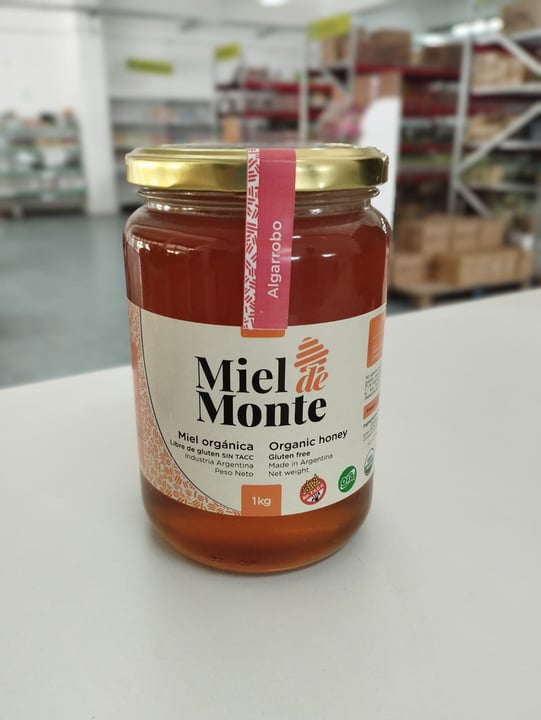 Algarrobo
Miel
de
Monte
Miel orgánica
Libre de gluten SIN TACC
Industria Argentina
Peso Neto
Organic honey
Gluten free
Made in Argentina
Net weight
1kg